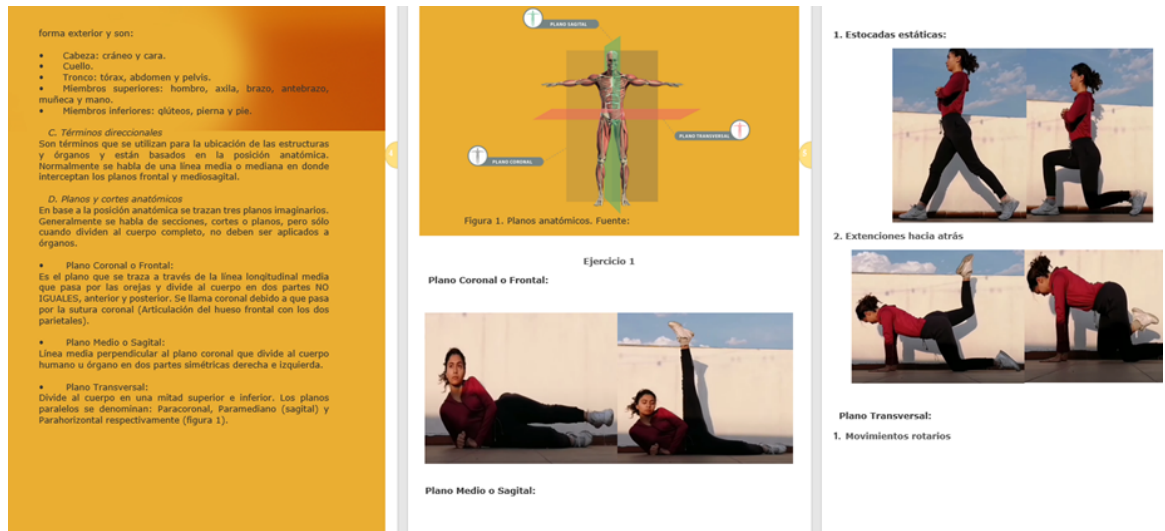 forma exterior y son:
• Cabeza: cráneo y cara.
• Cuello.
• Tronco: tórax, abdomen y pelvis.
• Miembros superiores: hombro, axila, brazo, antebrazo,
muñeca y mano.
• Miembros inferiores: glúteos, pierna y pie.
C. Términos direccionales
Son términos que se utilizan para la ubicación de las estructuras
y órganos y están basados en la posición anatómica.
Normalmente se habla de una línea media o mediana en donde
interceptan los planos frontal y mediosagital.
D. Planos y cortes anatómicos
En base a la posición anatómica se trazan tres planos imaginarios.
Generalmente se habla de secciones, cortes o planos, pero sólo
cuando dividen al cuerpo completo, no deben ser aplicados a
órganos.
• Plano Coronal o Frontal:
Es el plano que se traza a través de la línea longitudinal media
que pasa por las orejas y divide al cuerpo en dos partes NO
IGUALES, anterior y posterior. Se llama coronal debido a que pasa
por la sutura coronal (Articulación del hueso frontal con los dos
parietales).
• Plano Medio o Sagital:
Línea media perpendicular al plano coronal que divide al cuerpo
humano u órgano en dos partes simétricas derecha e izquierda.
• Plano Transversal:
Divide al cuerpo en una mitad superior e inferior. Los planos
paralelos se denominan: Paracoronal, Paramediano (sagital) y
Parahorizontal respectivamente (figura 1).
PLANO SAGITAL
PLANO TRANSVERSAL
PLANO CORONAL
Figura 1. Planos anatómicos. Fuente:
Ejercicio 1
Plano Coronal o Frontal:
Plano Medio o Sagital:
1. Estocadas estáticas:
2. Extenciones hacia atrás
Plano Transversal:
1. Movimientos rotarios